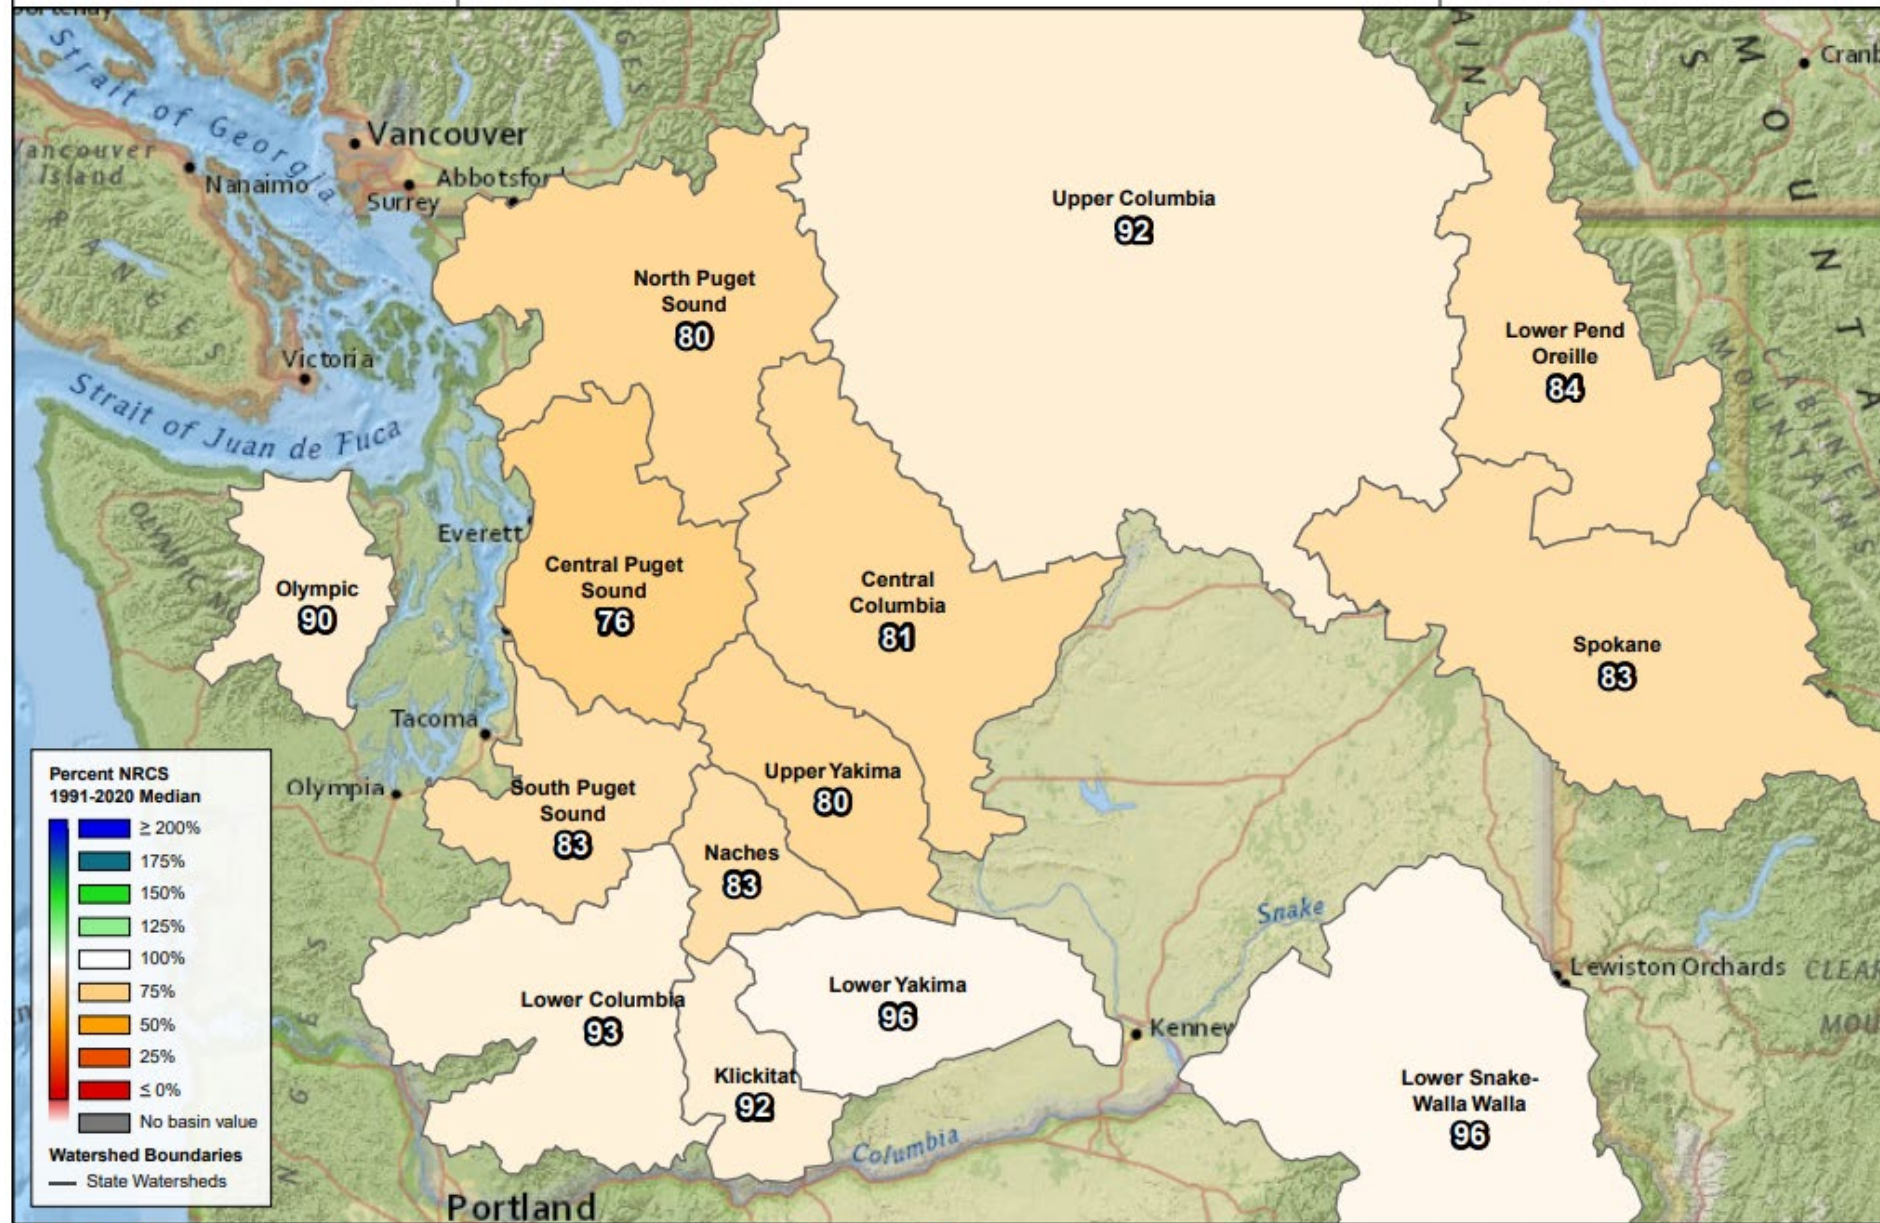 Strait of Georgia
Vancouver
Island
Nanaimo
Vancouver
Surrey
Abbotsford
Victoria
Strait of Juan de Fuca
Upper Columbia
92
North Puget
Sound
80
Lower Pend
Oreille
84
Everett
Central Puget
Sound
76
Olympic
90
Central
Columbia
81
Spokane
83
Tacoma
Olympia
South Puget
Sound
83
Upper Yakima
80
Naches
83
Snake
Lewiston Orchards
Lower Columbia
93
Lower Yakima
96
Kennew
Klickitat
92
Lower Snake-
Walla Walla
96
Columbia
Portland
CABINET
MOUNTAINS
Percent NRCS
1991-2020 Median
≥ 200%
175%
150%
125%
100%
75%
50%
25%
≤ 0%
No basin value
Watershed Boundaries
State Watersheds